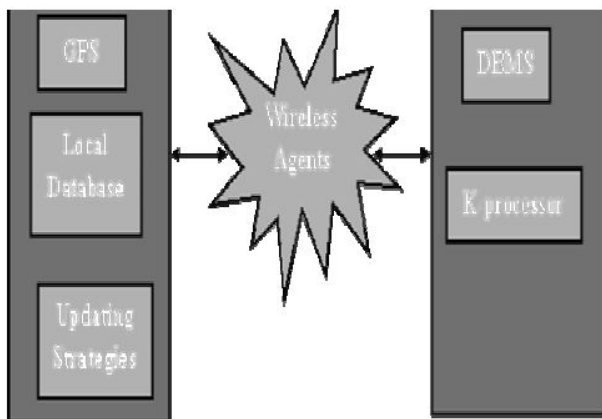 GPS
Local
Database
Updating
Strategies
Wireless
Agents
DBMS
K processor